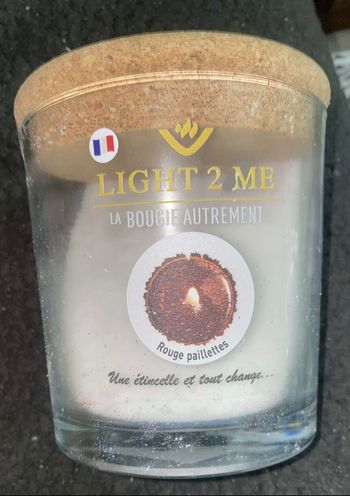 LIGHT 2 ME
LA BOUGIE AUTREMENT
Rouge paillettes
Une étincelle et tout change...